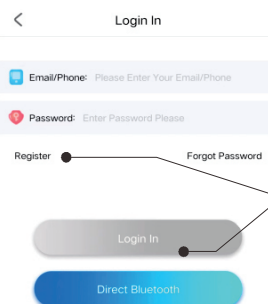 Login In
Email/Phone: Please Enter Your Email/Phone
Password: Enter Password Please
Register Forgot Password
Login In
Direct Bluetooth